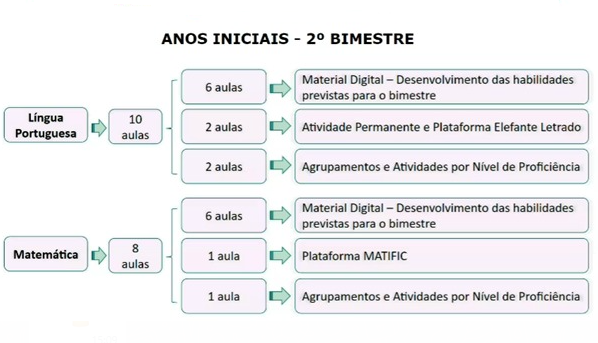 ANOS INICIAIS - 2º BIMESTRE
Língua
Portuguesa
10
aulas
6 aulas
Material Digital – Desenvolvimento das habilidades
previstas para o bimestre
2 aulas
Atividade Permanente e Plataforma Elefante Letrado
2 aulas
Agrupamentos e Atividades por Nível de Proficiência
Matemática
8
aulas
6 aulas
Material Digital – Desenvolvimento das habilidades
previstas para o bimestre
1 aula
Plataforma MATIFIC
1 aula
Agrupamentos e Atividades por Nível de Proficiência